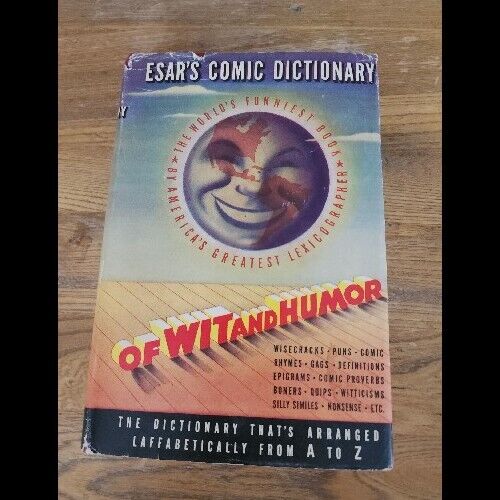 ESAR'S COMIC DICTIONARY
Y
THE WORLD'S FUNNIEST BOOK
★ BY AMERICA'S GREATEST LEXICOGRAPHER ★
OF WIT AND HUMOR
WISECRACKS · PUNS · COMIC
RHYMES · GAGS · DEFINITIONS
EPIGRAMS · COMIC PROVERBS
BONERS · QUIPS · WITTICISMS
SILLY SIMILES · NONSENSE · ETC.
THE DICTIONARY THAT'S ARRANGED
LAFFABETICALLY FROM A TO Z